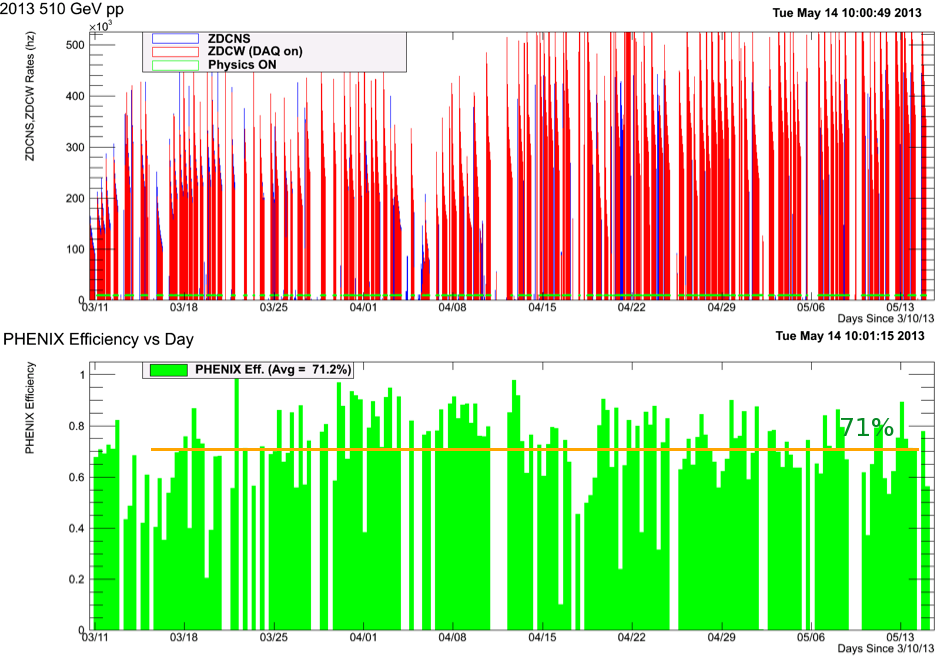 2013 510 GeV pp
Tue May 14 10:00:49 2013
×10³
ZDCNS,ZDCW Rates (hz)
500
400
300
200
100
0
ZDCNS
ZDCW (DAQ on)
Physics ON
03/11 03/18 03/25 04/01 04/08 04/15 04/22 04/29 05/06 05/13
Days Since 3/10/13
PHENIX Efficiency vs Day
Tue May 14 10:01:15 2013
PHENIX Efficiency
1
0.8
0.6
0.4
0.2
0
PHENIX Eff. (Avg = 71.2%)
71%
03/11 03/18 03/25 04/01 04/08 04/15 04/22 04/29 05/06 05/13
Days Since 3/10/13